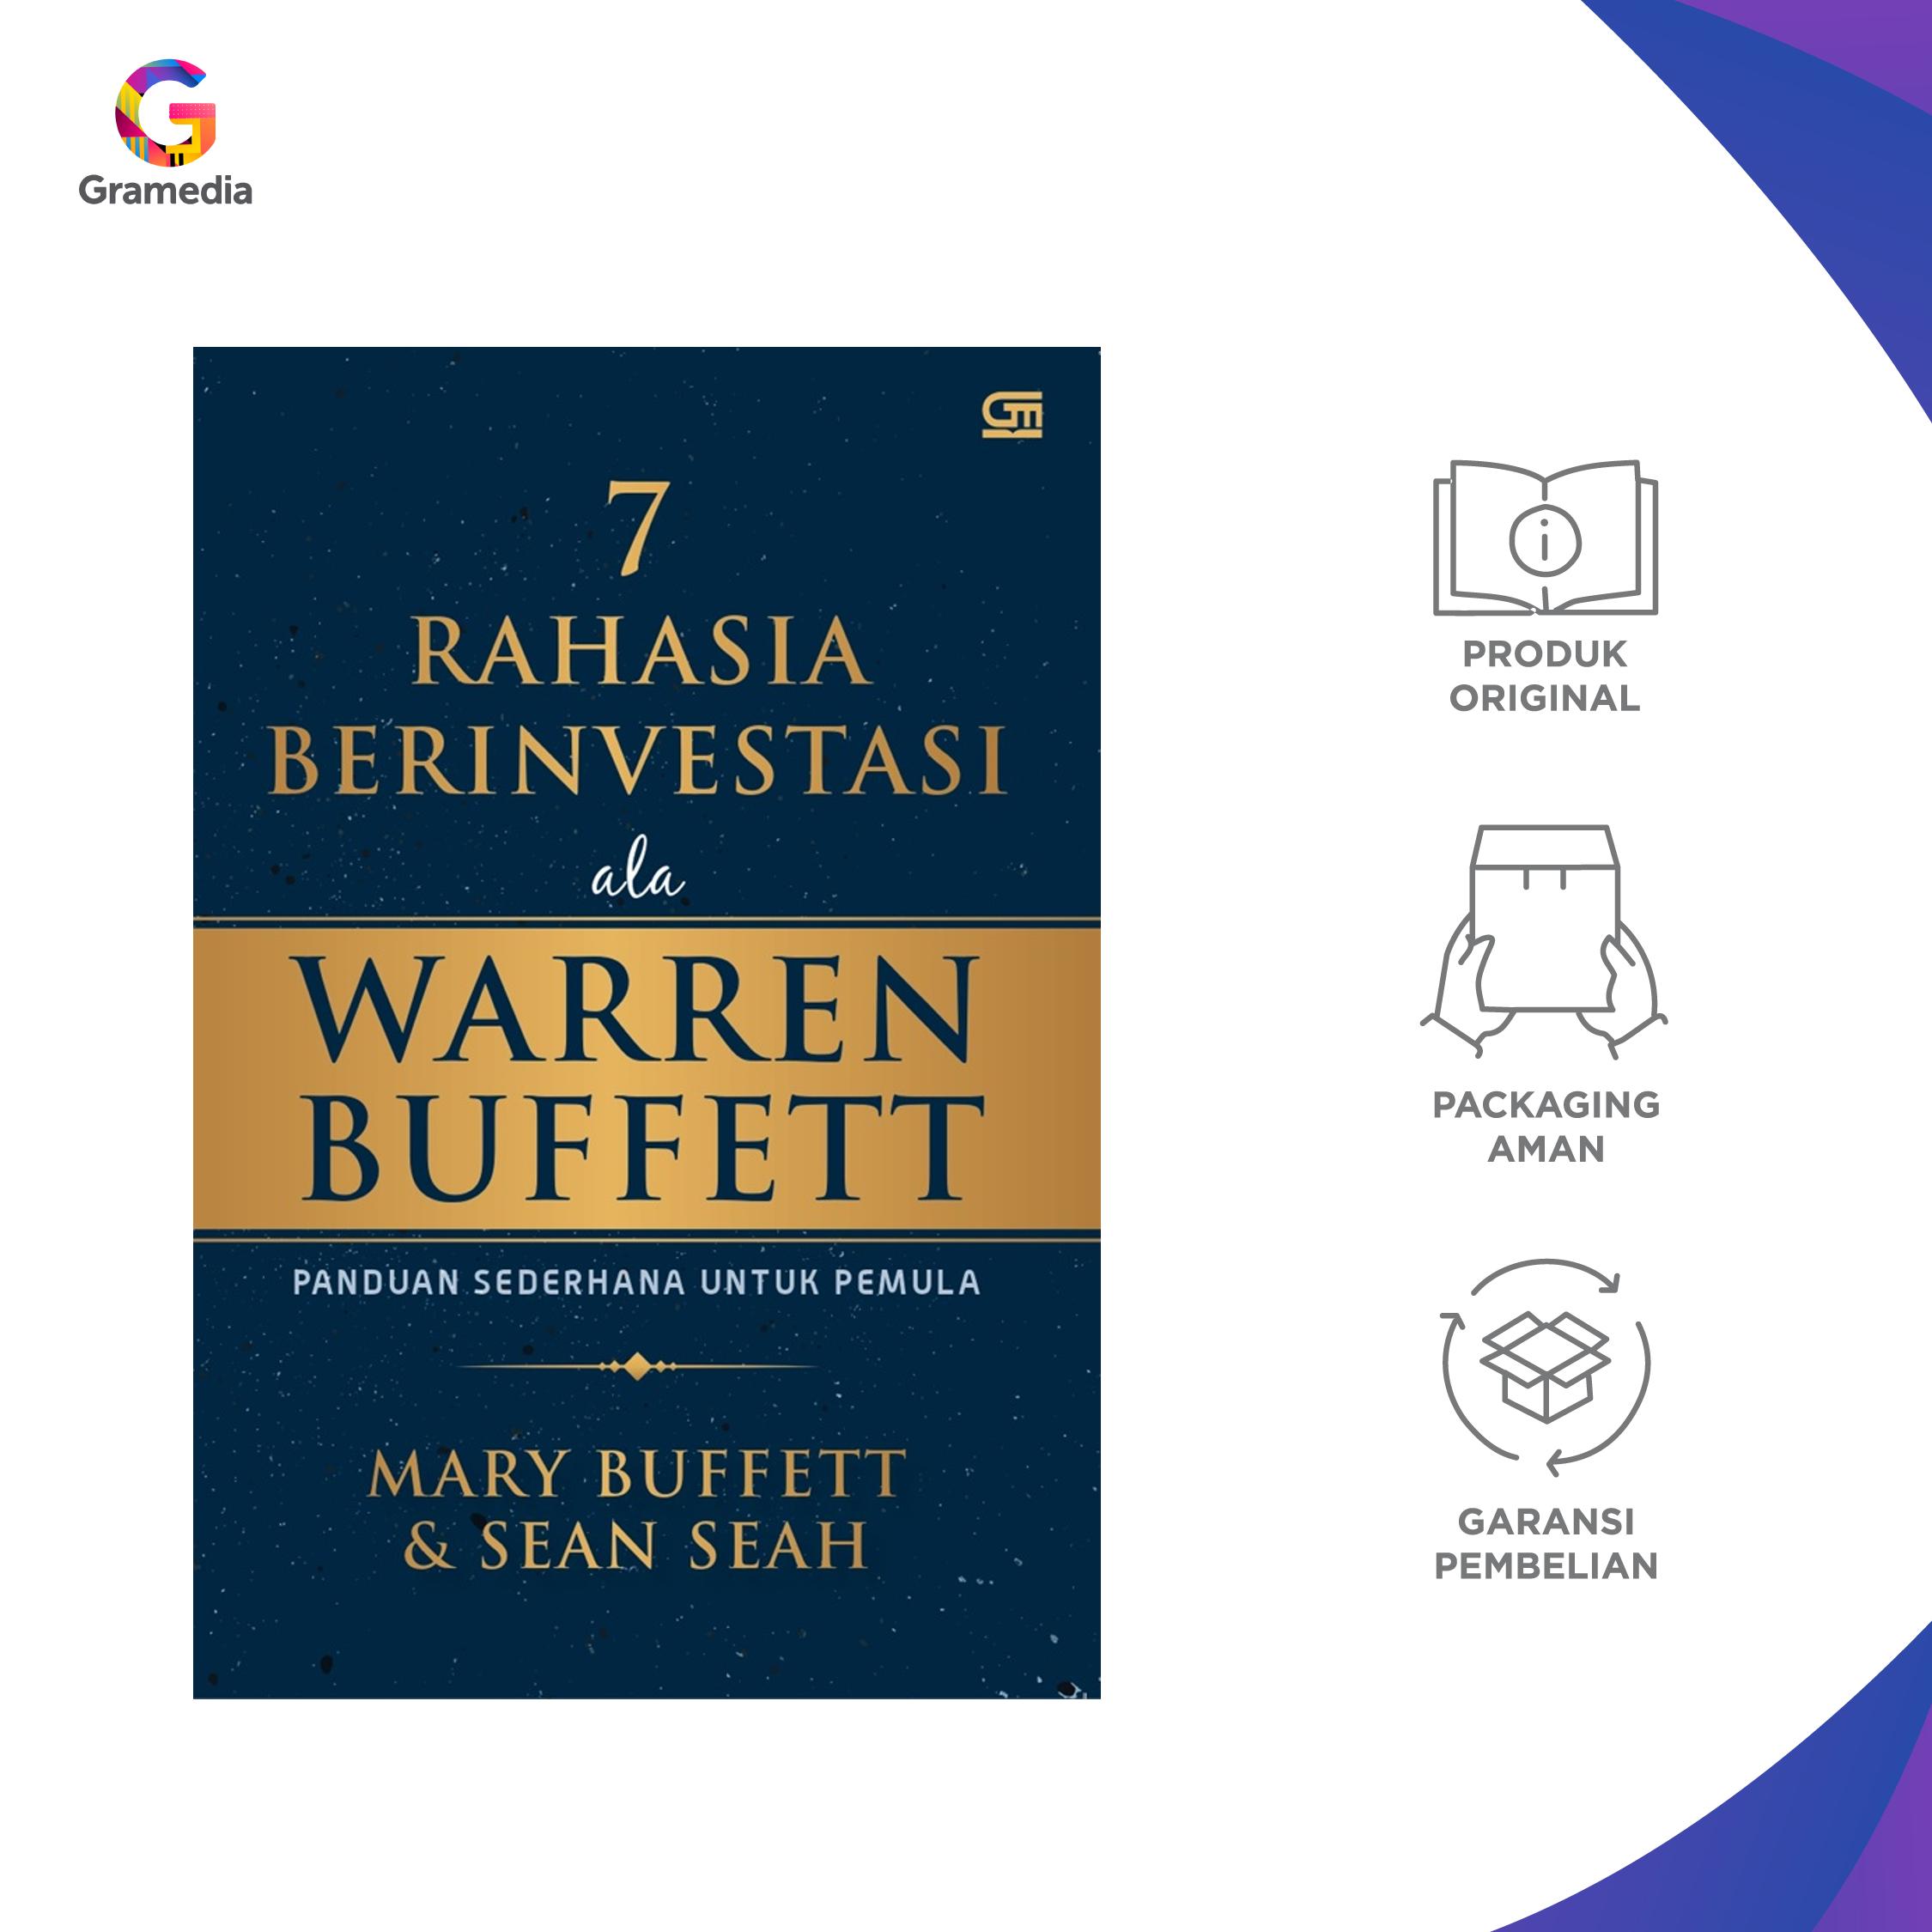 Gramedia
7
RAHASIA
BERINVESTASI
ala
WARREN
BUFFETT
PANDUAN SEDERHANA UNTUK PEMULA
MARY BUFFETT
& SEAN SEAH
PRODUK
ORIGINAL
PACKAGING
AMAN
GARANSI
PEMBELIAN